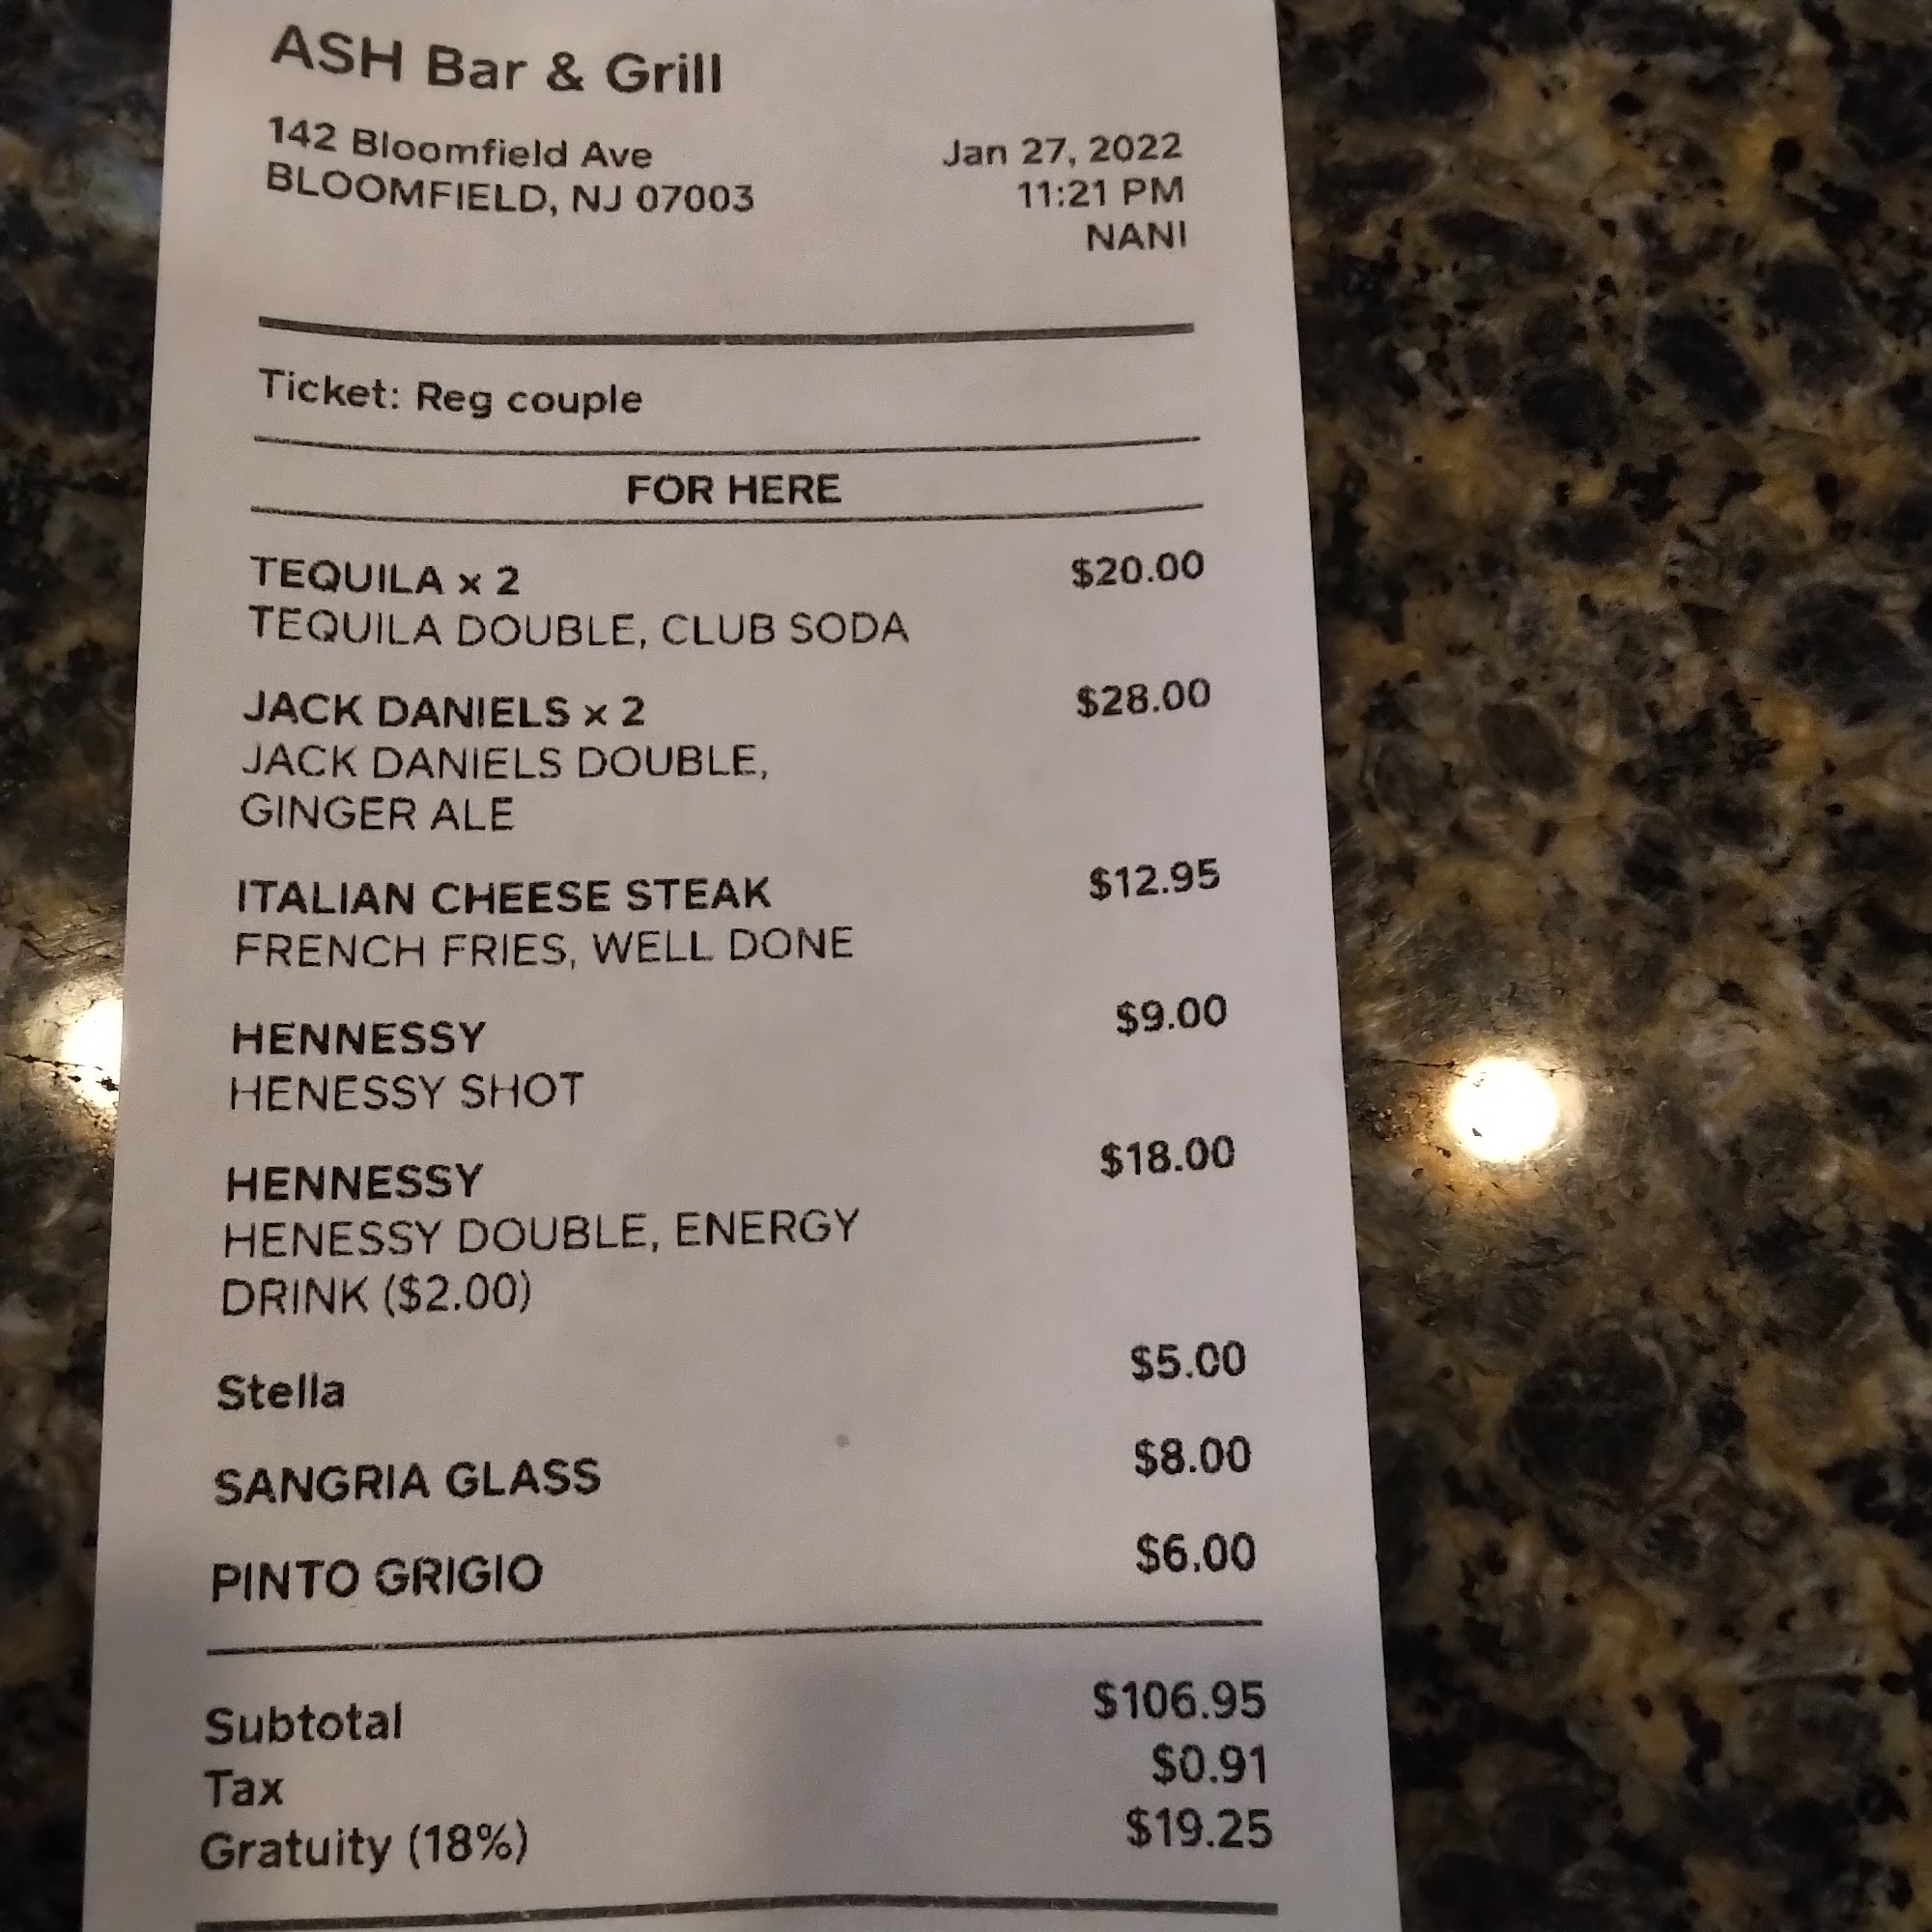 ASH Bar & Grill
142 Bloomfield Ave
BLOOMFIELD, NJ 07003
Jan 27, 2022
11:21 PM
NANI
Ticket: Reg couple
FOR HERE
TEQUILA x 2 $20.00
TEQUILA DOUBLE, CLUB SODA
JACK DANIELS x 2 $28.00
JACK DANIELS DOUBLE,
GINGER ALE
ITALIAN CHEESE STEAK $12.95
FRENCH FRIES, WELL DONE
HENNESSY $9.00
HENESSY SHOT
HENNESSY $18.00
HENESSY DOUBLE, ENERGY
DRINK ($2.00)
Stella $5.00
SANGRIA GLASS $8.00
PINTO GRIGIO $6.00
Subtotal $106.95
Tax $0.91
Gratuity (18%) $19.25